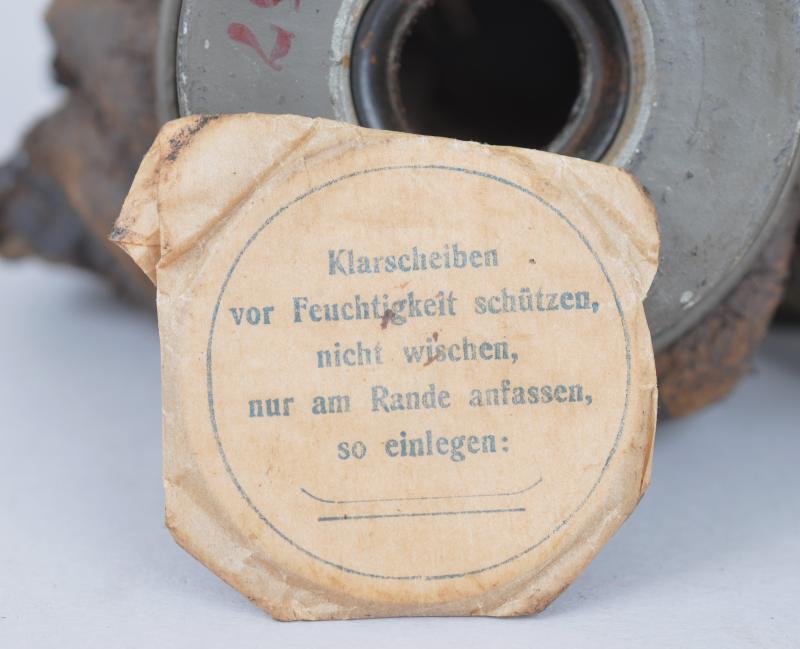 Klarscheiben
vor Feuchtigkeit schützen,
nicht wischen,
nur am Rande anfassen,
so einlegen: